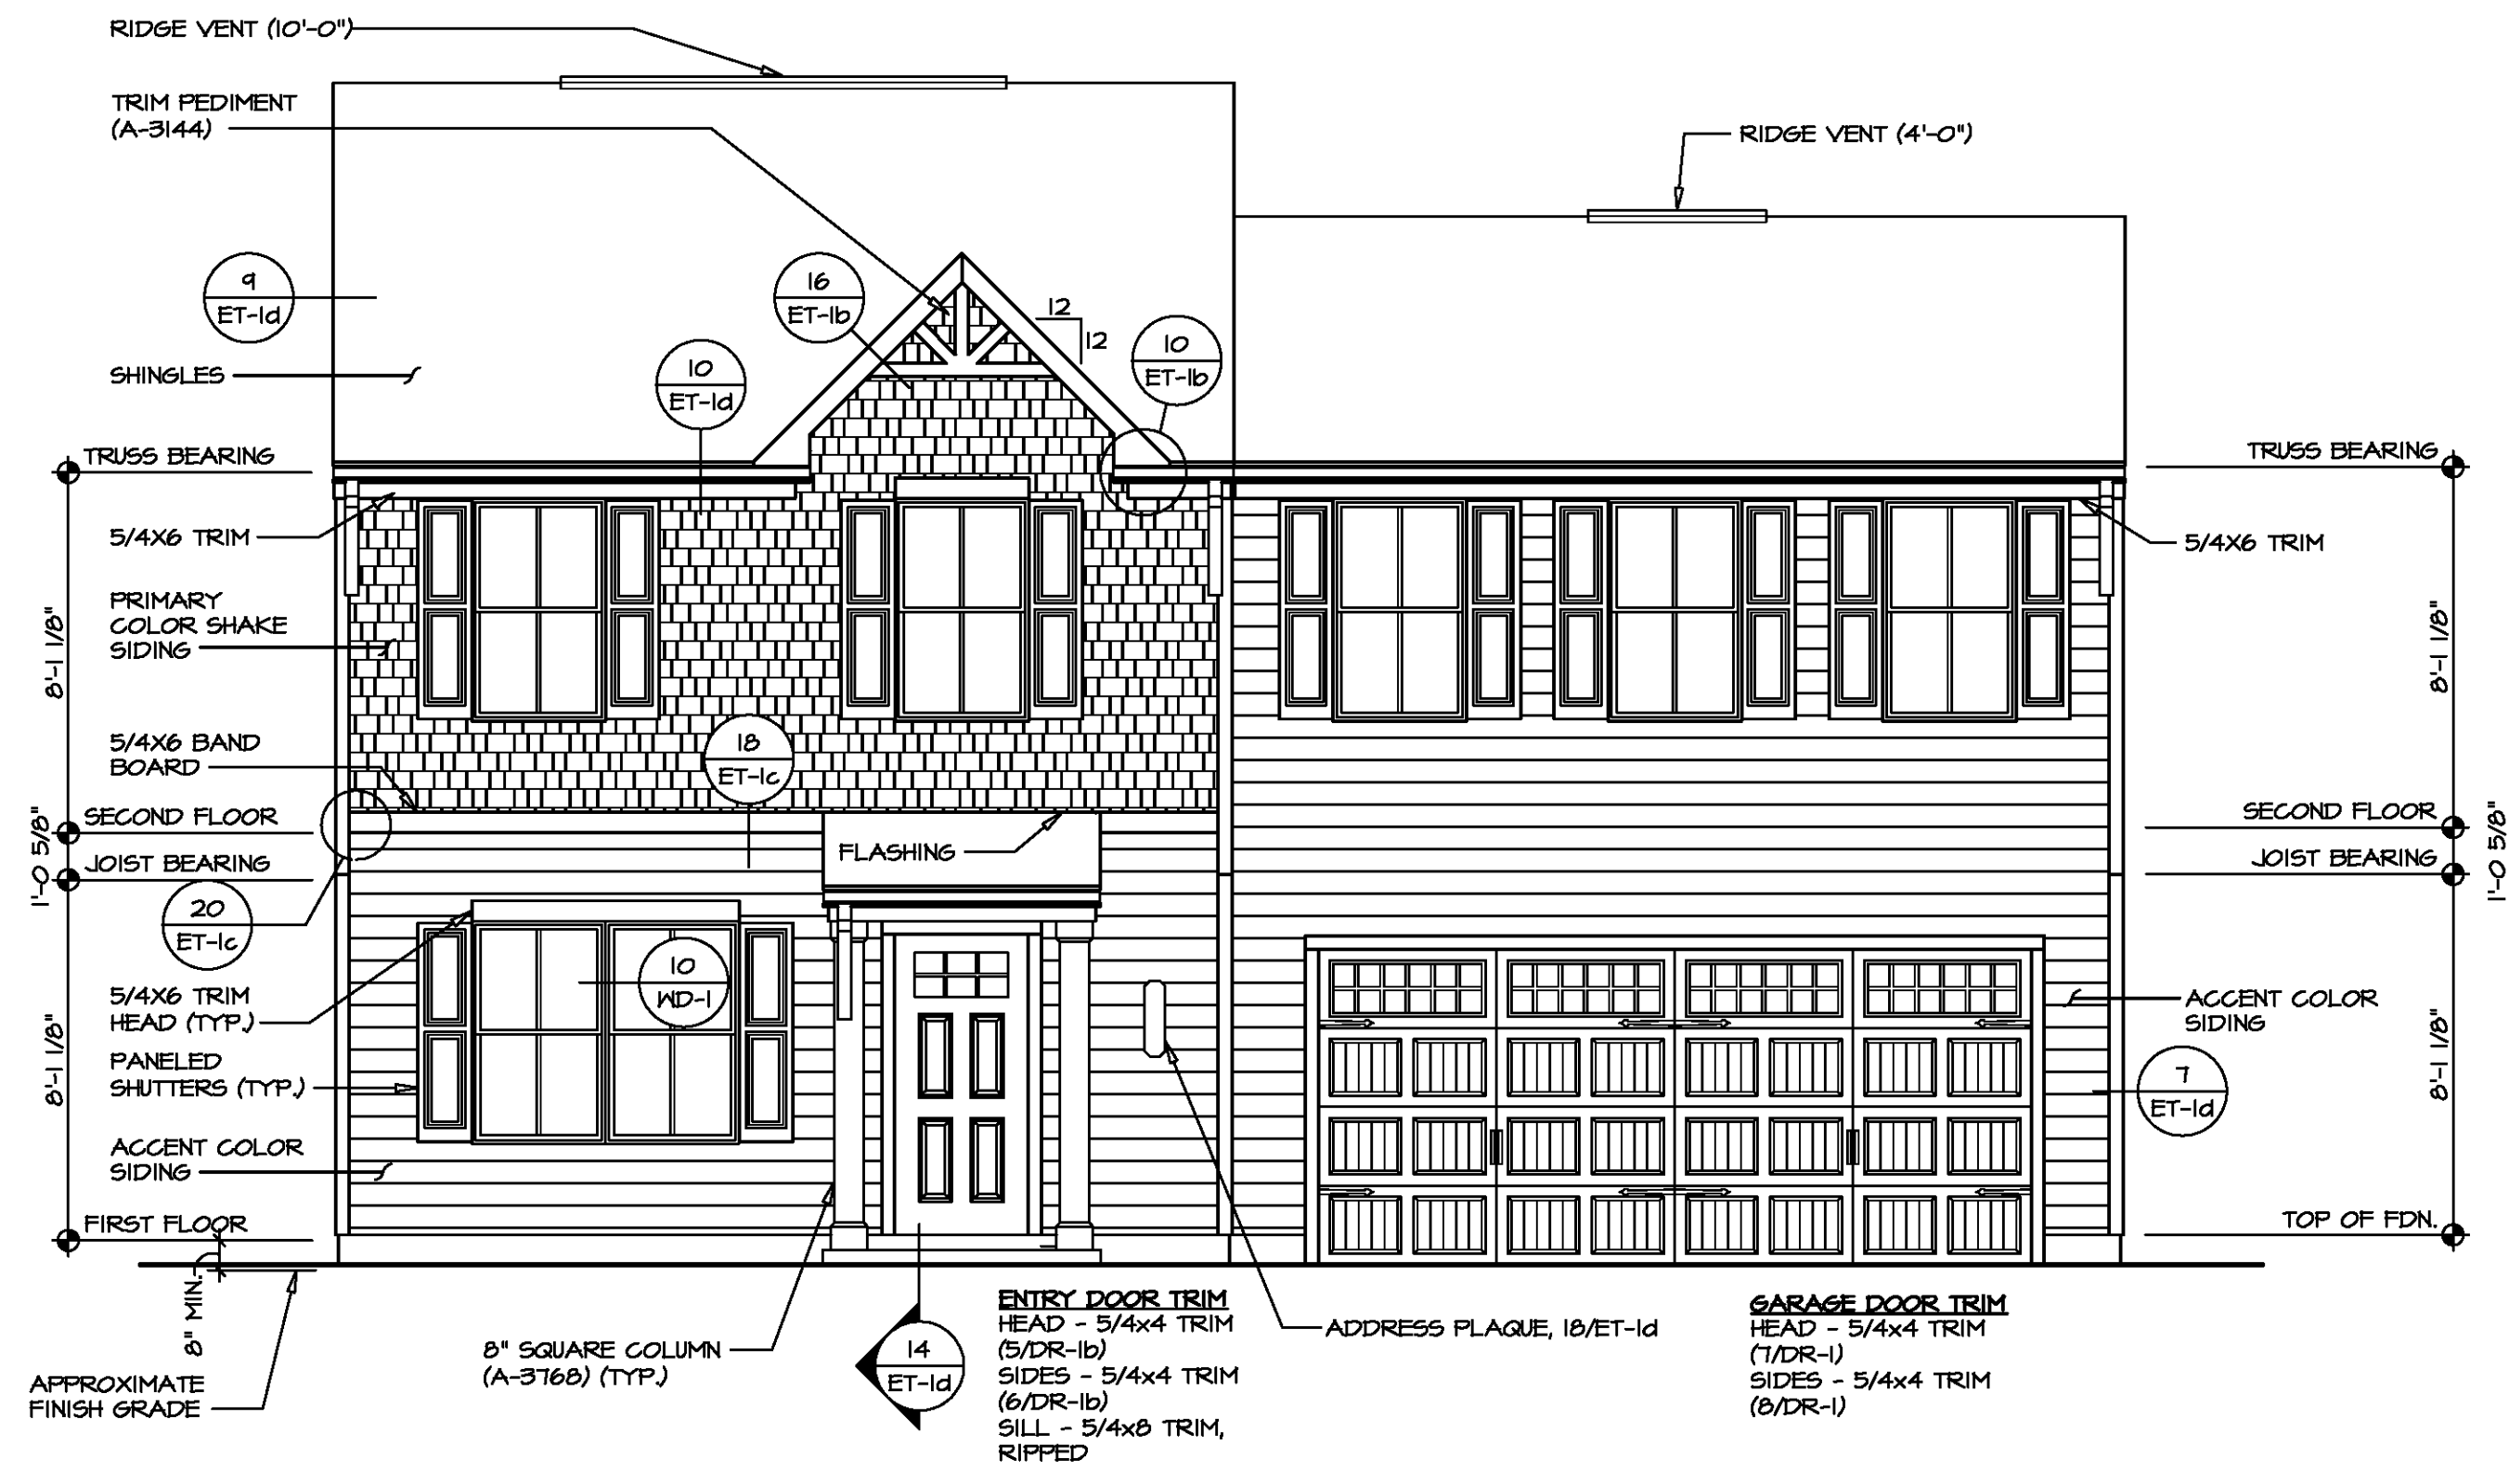 RIDGE VENT (10'-0")
TRIM PEDIMENT
(A-3144)
RIDGE VENT (4'-0")
9
ET-1d
16
ET-1b
12
12
10
ET-1d
10
ET-1b
SHINGLES
TRUSS BEARING
TRUSS BEARING
5/4X6 TRIM
5/4X6 TRIM
PRIMARY
COLOR SHAKE
SIDING
8'-1 1/8"
8'-1 1/8"
5/4X6 BAND
BOARD
18
ET-1c
SECOND FLOOR
SECOND FLOOR
1'-0 5/8"
1'-0 5/8"
FLASHING
JOIST BEARING
JOIST BEARING
20
ET-1c
10
WD-1
5/4X6 TRIM
HEAD (TYP.)
ACCENT COLOR
SIDING
8'-1 1/8"
8'-1 1/8"
PANELED
SHUTTERS (TYP.)
7
ET-1d
ACCENT COLOR
SIDING
FIRST FLOOR
TOP OF FDN.
8" MIN.
APPROXIMATE
FINISH GRADE
8" SQUARE COLUMN
(A-3768) (TYP.)
14
ET-1d
ENTRY DOOR TRIM
HEAD - 5/4x4 TRIM
(5/DR-1b)
SIDES - 5/4x4 TRIM
(6/DR-1b)
SILL - 5/4x8 TRIM,
RIPPED
ADDRESS PLAQUE, 18/ET-1d
GARAGE DOOR TRIM
HEAD - 5/4x4 TRIM
(7/DR-1)
SIDES - 5/4x4 TRIM
(8/DR-1)